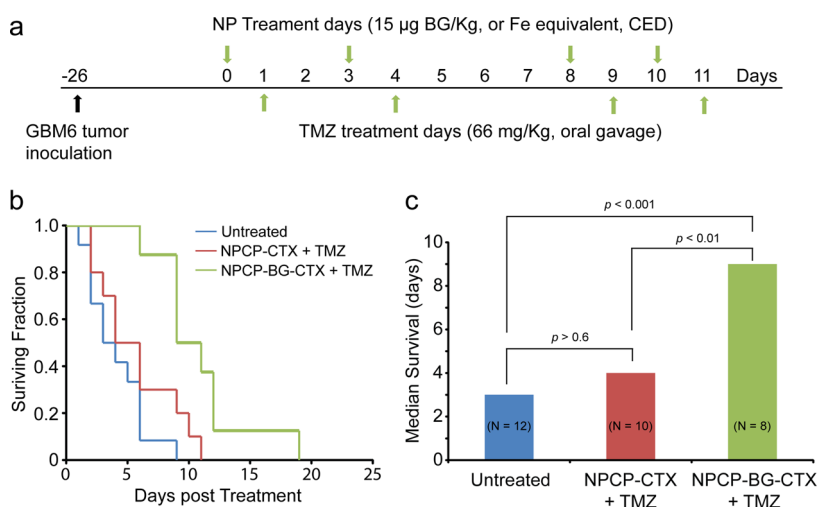 a
NP Treament days (15 µg BG/Kg, or Fe equivalent, CED)
-26 0 1 2 3 4 5 6 7 8 9 10 11 Days
GBM6 tumor
inoculation
TMZ treatment days (66 mg/Kg, oral gavage)
b
Suriving Fraction
1.0
0.8
0.6
0.4
0.2
0
0 5 10 15 20 25
Days post Treatment
Untreated
NPCP-CTX + TMZ
NPCP-BG-CTX + TMZ
c
Median Survival (days)
10
8
6
4
2
0
p < 0.001
p < 0.01
p > 0.6
(N = 12)
(N = 10)
(N = 8)
Untreated
NPCP-CTX
+ TMZ
NPCP-BG-CTX
+ TMZ